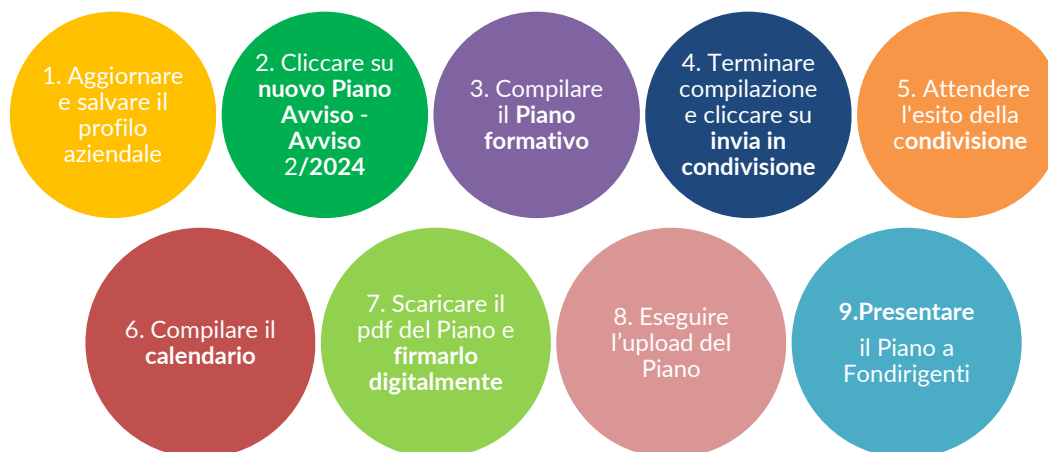 1. Aggiornare
e salvare il
profilo
aziendale
2. Cliccare su
nuovo Piano
Avviso -
Avviso
2/2024
3. Compilare
il Piano
formativo
4. Terminare
compilazione
e cliccare su
invia in
condivisione
5. Attendere
l'esito della
condivisione
6. Compilare il
calendario
7. Scaricare il
pdf del Piano e
firmarlo
digitalmente
8. Eseguire
l’upload del
Piano
9.Presentare
il Piano a
Fondirigenti